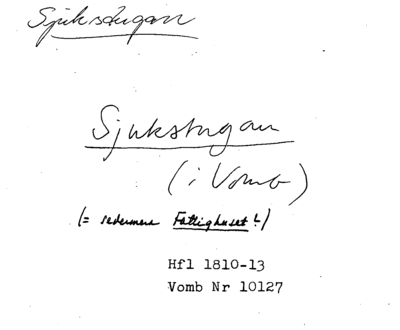 Sjukstugan
Sjukstugan
(i Vomb)
(= sedermera Fattighuset?)
Hfl 1810-13
Vomb Nr 10127